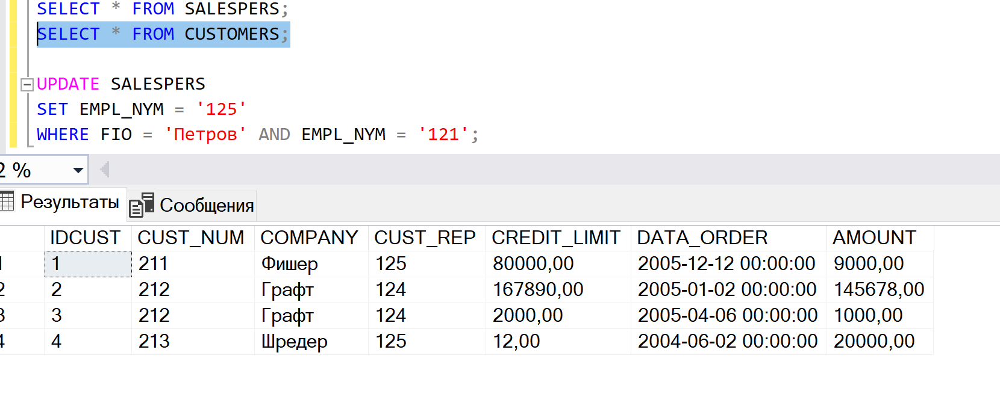 SELECT * FROM SALESPERS;
SELECT * FROM CUSTOMERS;
UPDATE SALESPERS
SET EMPL_NYM = '125'
WHERE FIO = 'Петров' AND EMPL_NYM = '121';
2 %
Результаты Сообщения
IDCUST CUST_NUM COMPANY CUST_REP CREDIT_LIMIT DATA_ORDER AMOUNT
1 1 211 Фишер 125 80000,00 2005-12-12 00:00:00 9000,00
2 2 212 Графт 124 167890,00 2005-01-02 00:00:00 145678,00
3 3 212 Графт 124 2000,00 2005-04-06 00:00:00 1000,00
4 4 213 Шредер 125 12,00 2004-06-02 00:00:00 20000,00